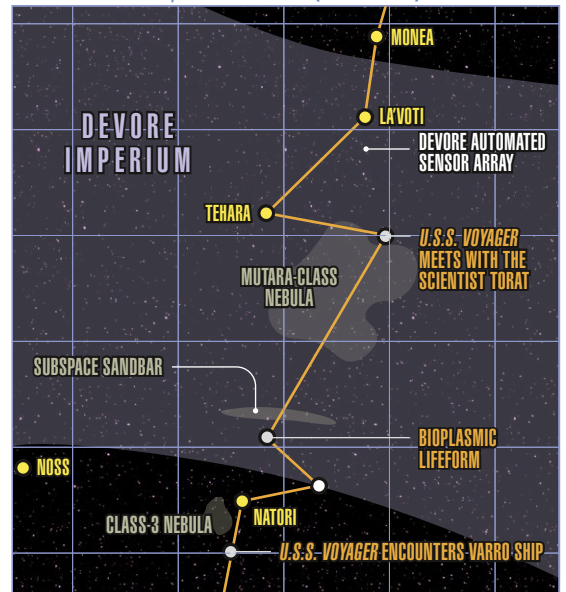 MONEA
LA'VOTI
DEVORE
IMPERIUM
DEVORE AUTOMATED
SENSOR ARRAY
TEHARA
U.S.S. VOYAGER
MEETS WITH THE
SCIENTIST TORAT
MUTARA-CLASS
NEBULA
SUBSPACE SANDBAR
BIOPLASMIC
LIFEFORM
NOSS
NATORI
CLASS-3 NEBULA
U.S.S. VOYAGER ENCOUNTERS VARRO SHIP